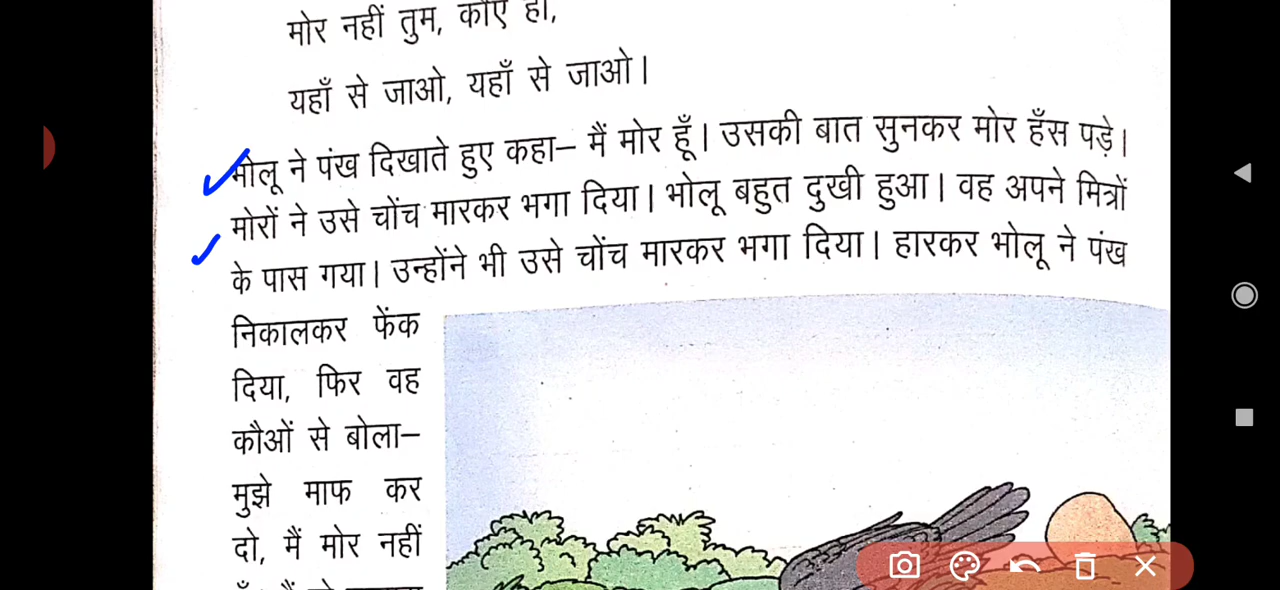 मोर नहीं तुम, कौए हो,
यहाँ से जाओ, यहाँ से जाओ।
भोलू ने पंख दिखाते हुए कहा– मैं मोर हूँ। उसकी बात सुनकर मोर हँस पड़े।
मोरों ने उसे चोंच मारकर भगा दिया। भोलू बहुत दुखी हुआ। वह अपने मित्रों
के पास गया। उन्होंने भी उसे चोंच मारकर भगा दिया। हारकर भोलू ने पंख
निकालकर फेंक
दिया, फिर वह
कौओं से बोला–
मुझे माफ कर
दो, मैं मोर नहीं